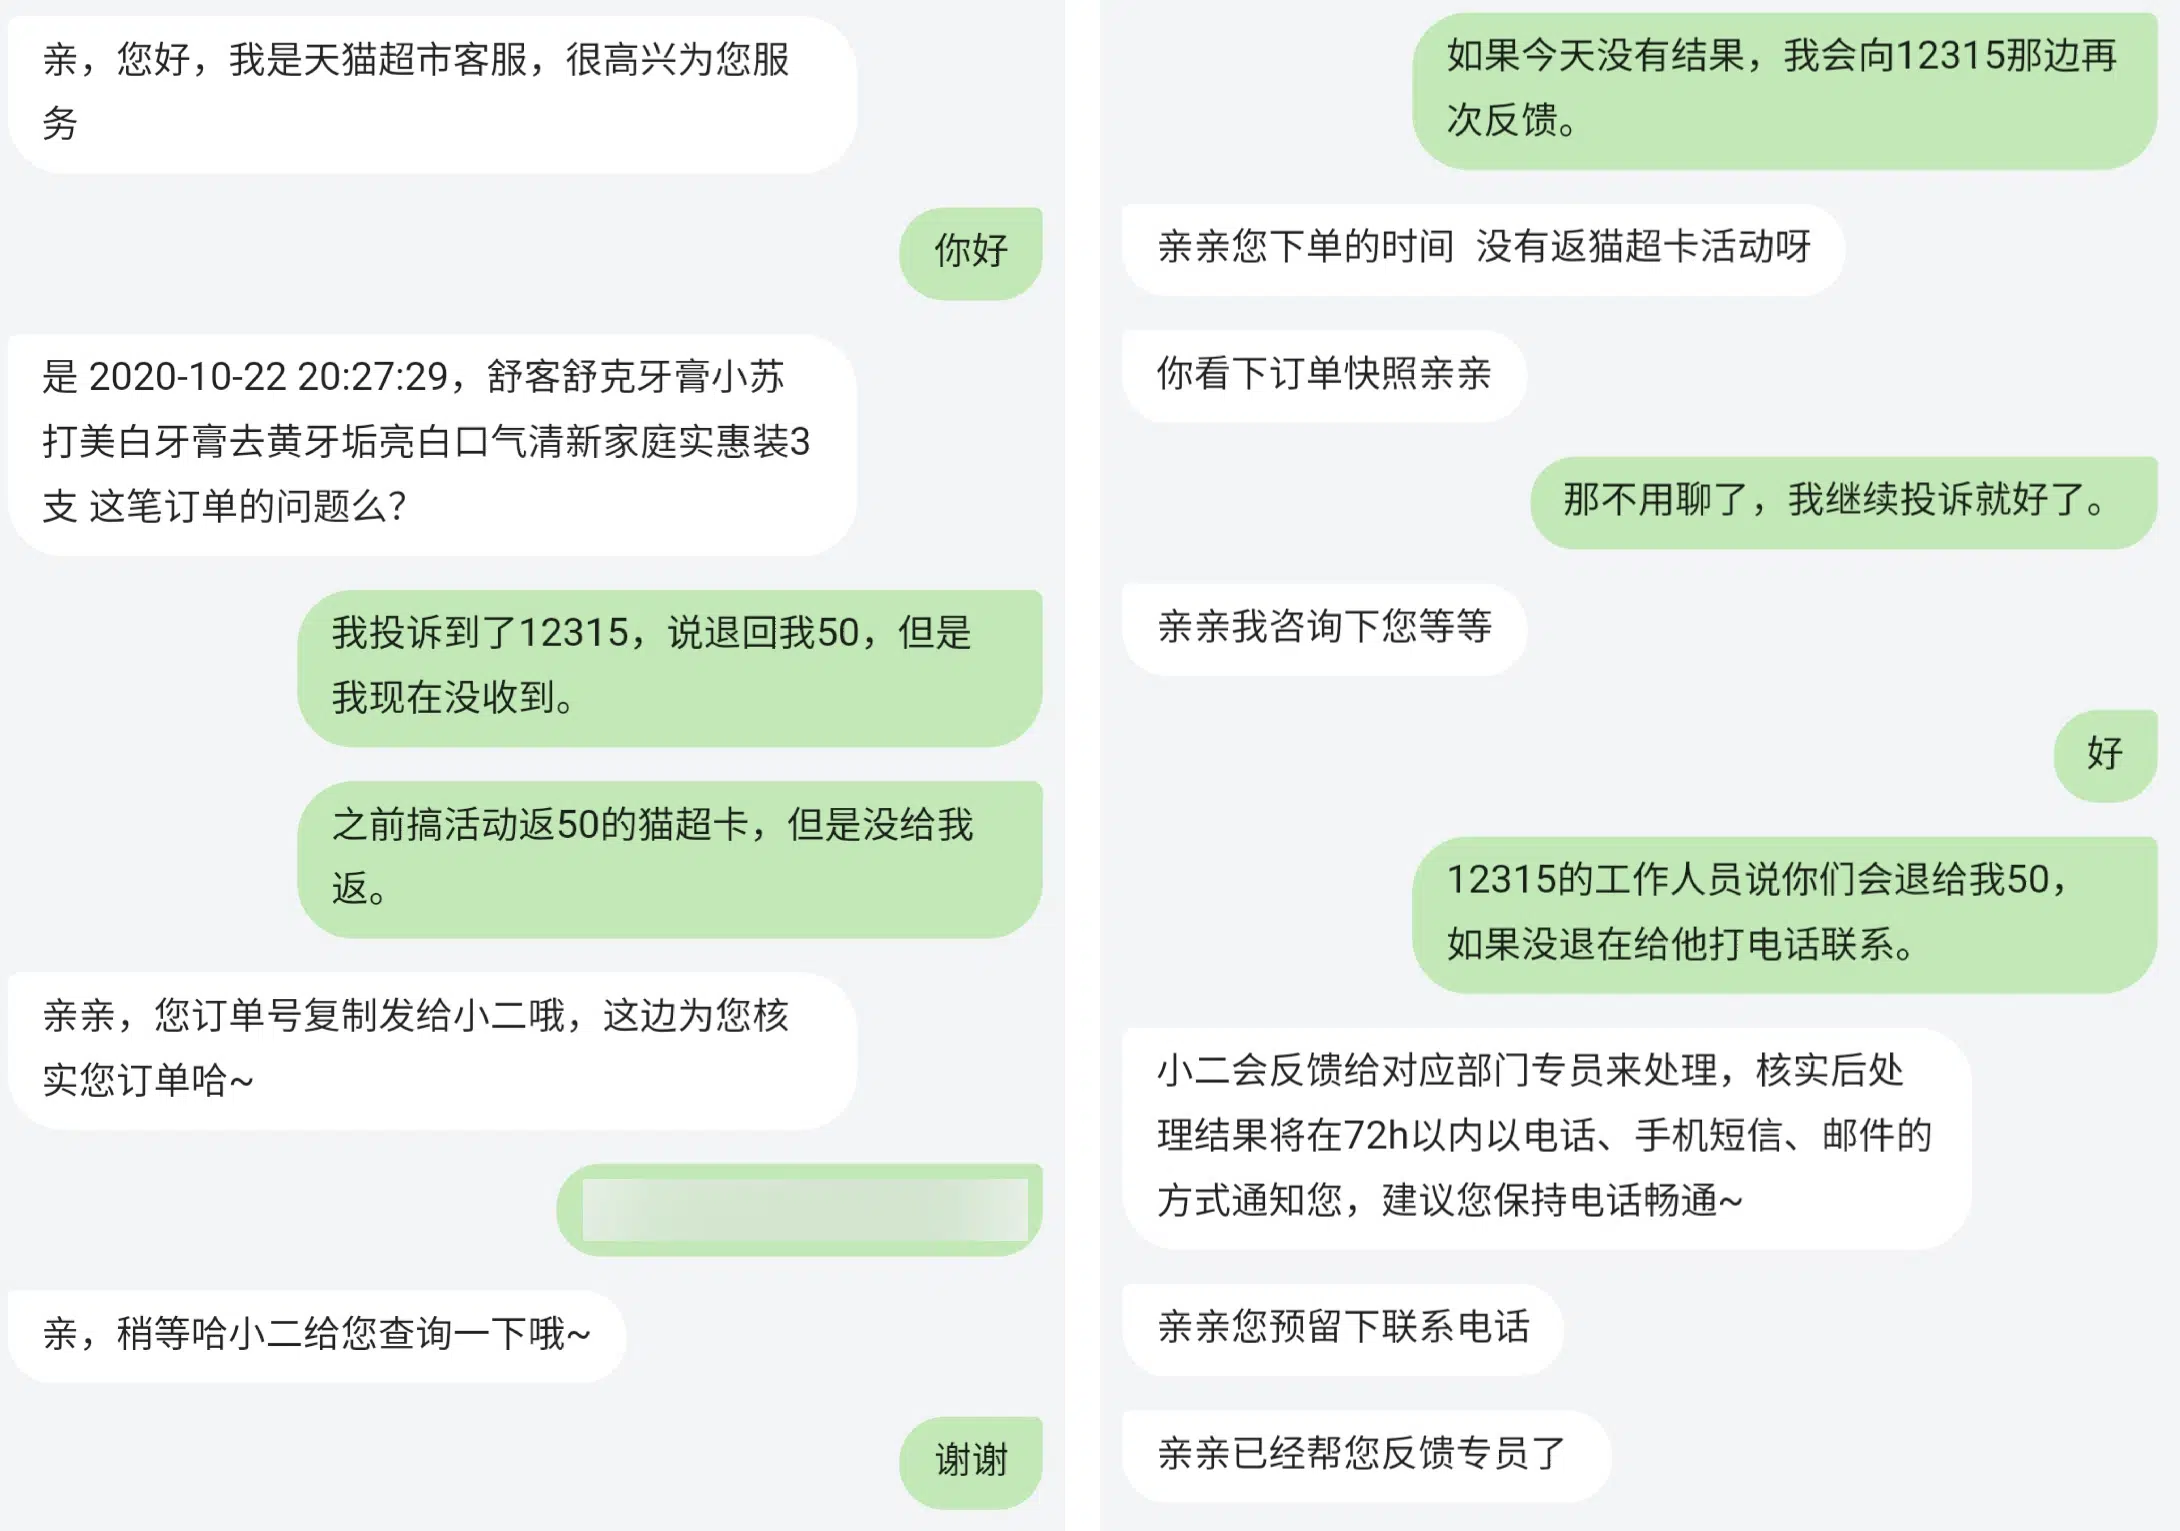 亲，您好，我是天猫超市客服，很高兴为您服
务
你好
是 2020-10-22 20:27:29，舒客舒克牙膏小苏
打美白牙膏去黄牙垢亮白口气清新家庭实惠装3
支 这笔订单的问题么？
我投诉到了12315，说退回我50，但是
我现在没收到。
之前搞活动返50的猫超卡，但是没给我
返。
亲亲，您订单号复制发给小二哦，这边为您核
实您订单哈~
亲，稍等哈小二给您查询一下哦~
谢谢
如果今天没有结果，我会向12315那边再
次反馈。
亲亲您下单的时间  没有返猫超卡活动呀
你看下订单快照亲亲
那不用聊了，我继续投诉就好了。
亲亲我咨询下您等等
好
12315的工作人员说你们会退给我50，
如果没退在给他打电话联系。
小二会反馈给对应部门专员来处理，核实后处
理结果将在72h以内以电话、手机短信、邮件的
方式通知您，建议您保持电话畅通~
亲亲您预留下联系电话
亲亲已经帮您反馈专员了